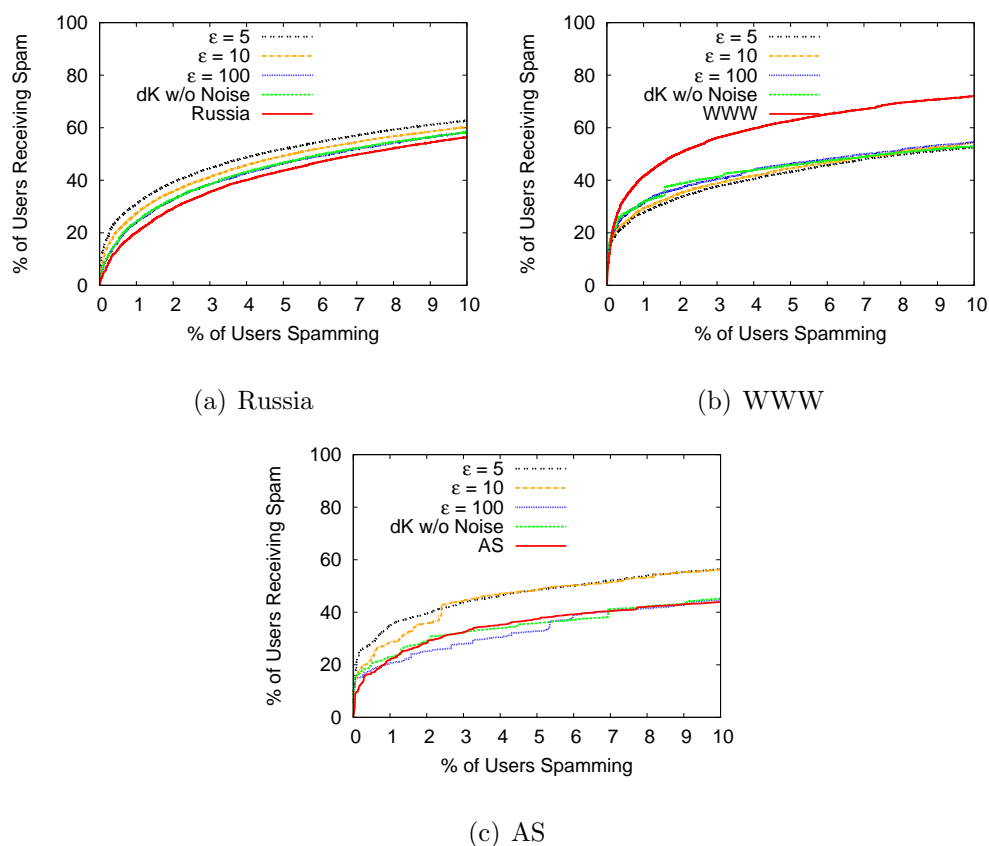 % of Users Receiving Spam
100
80
60
40
20
0
ε = 5
ε = 10
ε = 100
dK w/o Noise
Russia
0 1 2 3 4 5 6 7 8 9 10
% of Users Spamming
(a) Russia
% of Users Receiving Spam
100
80
60
40
20
0
ε = 5
ε = 10
ε = 100
dK w/o Noise
WWW
0 1 2 3 4 5 6 7 8 9 10
% of Users Spamming
(b) WWW
% of Users Receiving Spam
100
80
60
40
20
0
ε = 5
ε = 10
ε = 100
dK w/o Noise
AS
0 1 2 3 4 5 6 7 8 9 10
% of Users Spamming
(c) AS